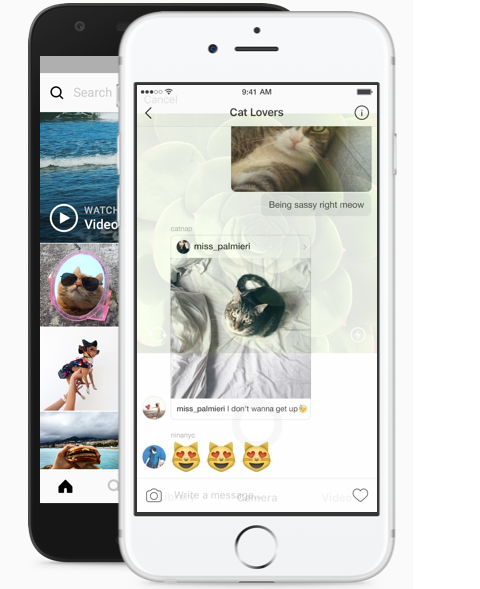 Search
WATCH
Video
9:41 AM
Cancel
Cat Lovers
Being sassy right meow
catnap
miss_palmieri
miss_palmieri I don't wanna get up
ninanyc
Write a message...
Camera
Video